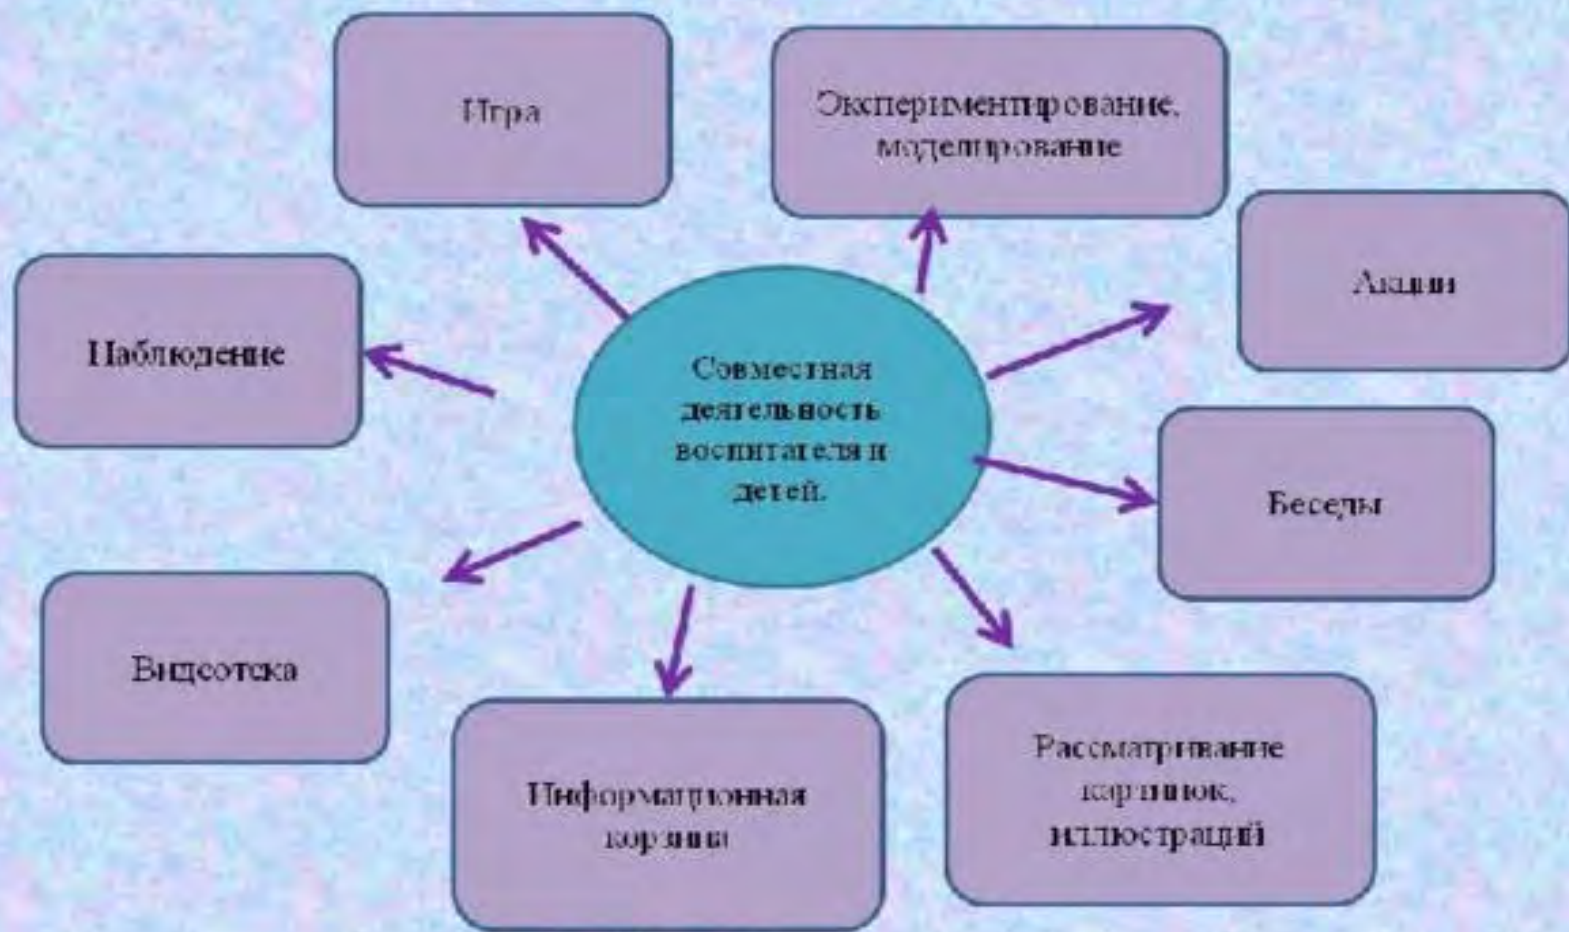 Игра
Экспериментирование,
моделирование
Акции
Наблюдение
Совместная
деятельность
воспитателя и
детей.
Беседы
Видеотека
Информационная
корзина
Рассматривание
картинок,
иллюстраций